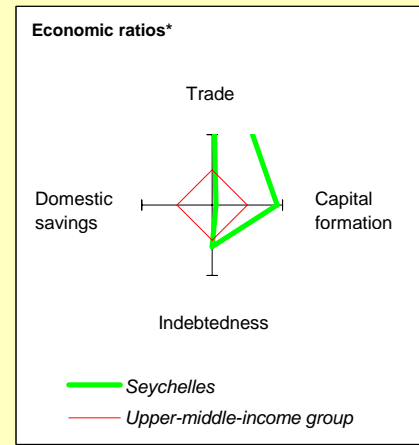 Economic ratios*
Trade
Domestic
savings
Capital
formation
Indebtedness
Seychelles
Upper-middle-income group